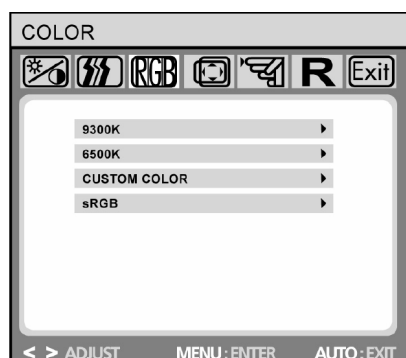 COLOR
RGB R Exit
9300K
6500K
CUSTOM COLOR
sRGB
< > ADJUST MENU : ENTER AUTO : EXIT